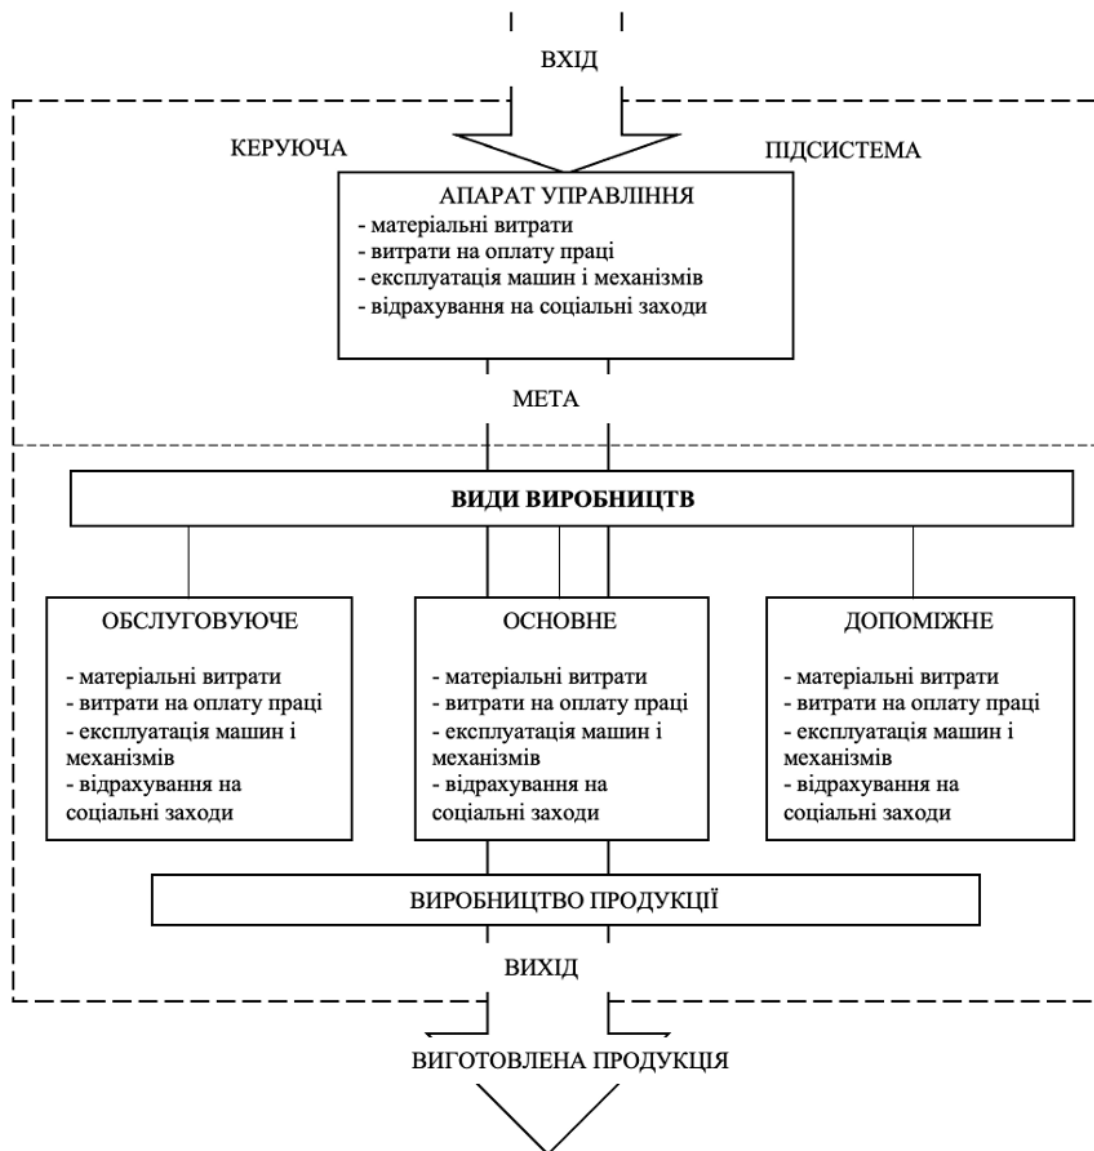 ВХІД
КЕРУЮЧА
ПІДСИСТЕМА
АПАРАТ УПРАВЛІННЯ
- матеріальні витрати
- витрати на оплату праці
- експлуатація машин і механізмів
- відрахування на соціальні заходи
МЕТА
ВИДИ ВИРОБНИЦТВ
ОБСЛУГОВУЮЧЕ
- матеріальні витрати
- витрати на оплату праці
- експлуатація машин і
механізмів
- відрахування на
соціальні заходи
ОСНОВНЕ
- матеріальні витрати
- витрати на оплату праці
- експлуатація машин і
механізмів
- відрахування на
соціальні заходи
ДОПОМІЖНЕ
- матеріальні витрати
- витрати на оплату праці
- експлуатація машин і
механізмів
- відрахування на
соціальні заходи
ВИРОБНИЦТВО ПРОДУКЦІЇ
ВИХІД
ВИГОТОВЛЕНА ПРОДУКЦІЯ